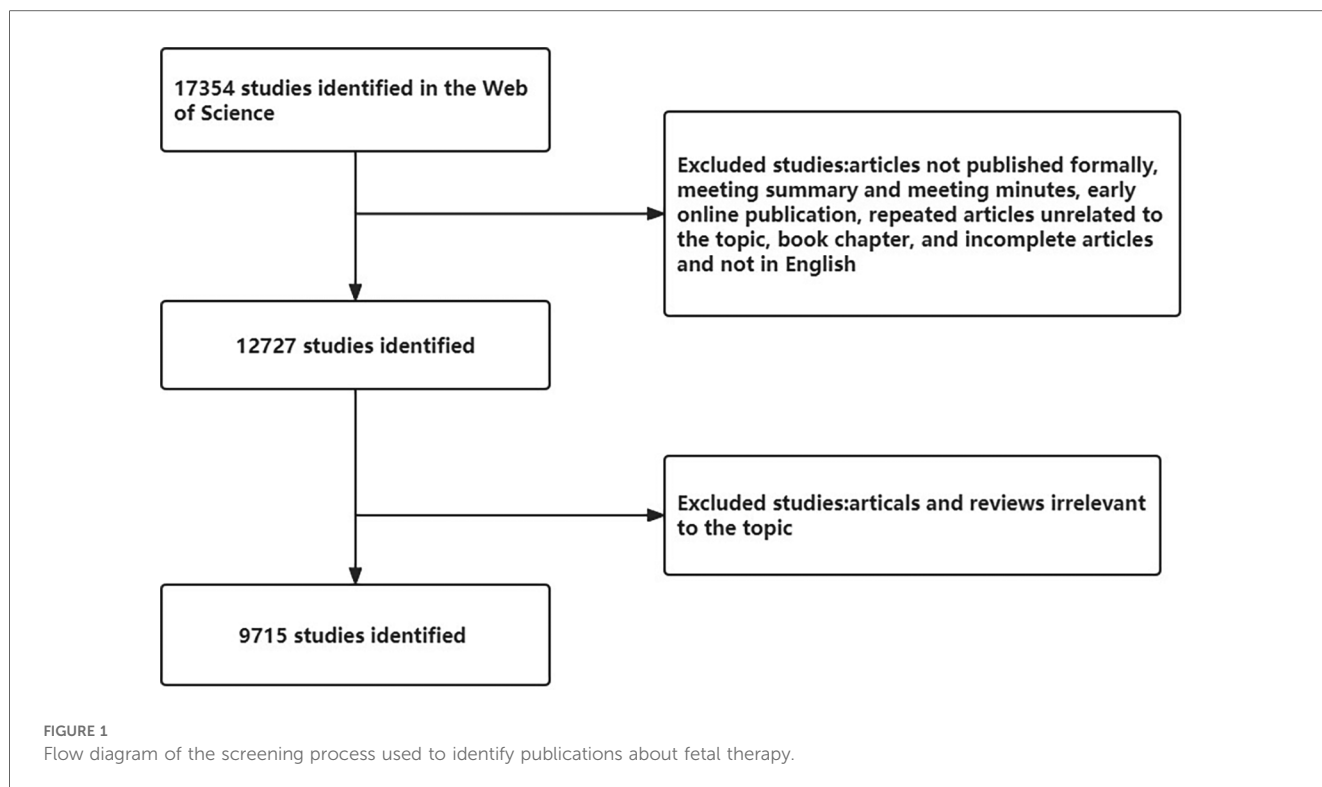 17354 studies identified in the Web
of Science
Excluded studies:articles not published formally,
meeting summary and meeting minutes, early
online publication, repeated articles unrelated to
the topic, book chapter, and incomplete articles
and not in English
12727 studies identified
Excluded studies:articals and reviews irrelevant
to the topic
9715 studies identified
FIGURE 1
Flow diagram of the screening process used to identify publications about fetal therapy.